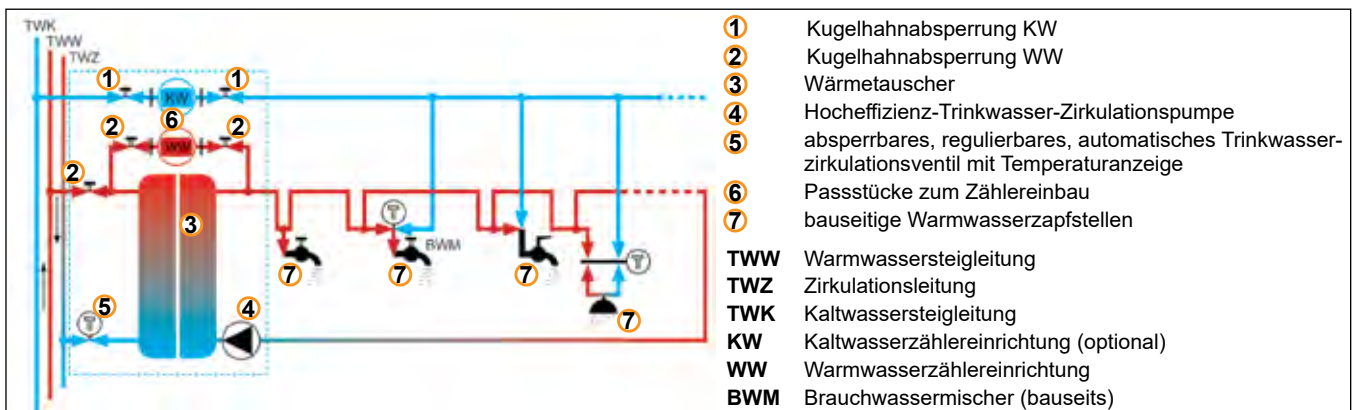 TWK
TWW
TWZ
1
1
KW
6
2
2
WW
2
3
T
BWM
7
7
7
T
7
5
T
4
1 Kugelhahnabsperrung KW
2 Kugelhahnabsperrung WW
3 Wärmetauscher
4 Hocheffizienz-Trinkwasser-Zirkulationspumpe
5 absperrbares, regulierbares, automatisches Trinkwasser-
zirkulationsventil mit Temperaturanzeige
6 Passstücke zum Zählereinbau
7 bauseitige Warmwasserzapfstellen
TWW Warmwassersteigleitung
TWZ Zirkulationsleitung
TWK Kaltwassersteigleitung
KW Kaltwasserzählereinrichtung (optional)
WW Warmwasserzählereinrichtung
BWM Brauchwassermischer (bauseits)